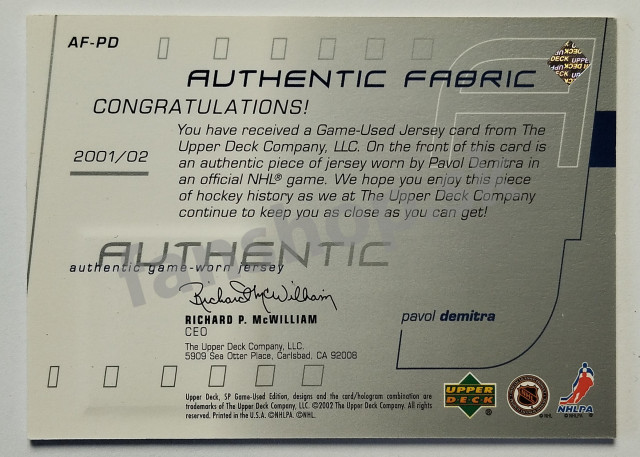 AF-PD
AUTHENTIC FABRIC
CONGRATULATIONS!
2001/02
You have received a Game-Used Jersey card from The
Upper Deck Company, LLC. On the front of this card is
an authentic piece of jersey worn by Pavol Demitra in
an official NHL® game. We hope you enjoy this piece
of hockey history as we at The Upper Deck Company
continue to keep you as close as you can get!
AUTHENTIC
authentic game-worn jersey
Richard McWilliam
RICHARD P. McWILLIAM
CEO
pavol demitra
The Upper Deck Company, LLC.
5909 Sea Otter Place, Carlsbad, CA 92008
Upper Deck, SP Game-Used Edition, designs and the card/hologram combination are
trademarks of The Upper Deck Company, LLC. ©2002 The Upper Deck Company. All rights
reserved. Printed in the U.S.A. ©NHLPA. ©NHL.
UPPER
DECK
NHLPA